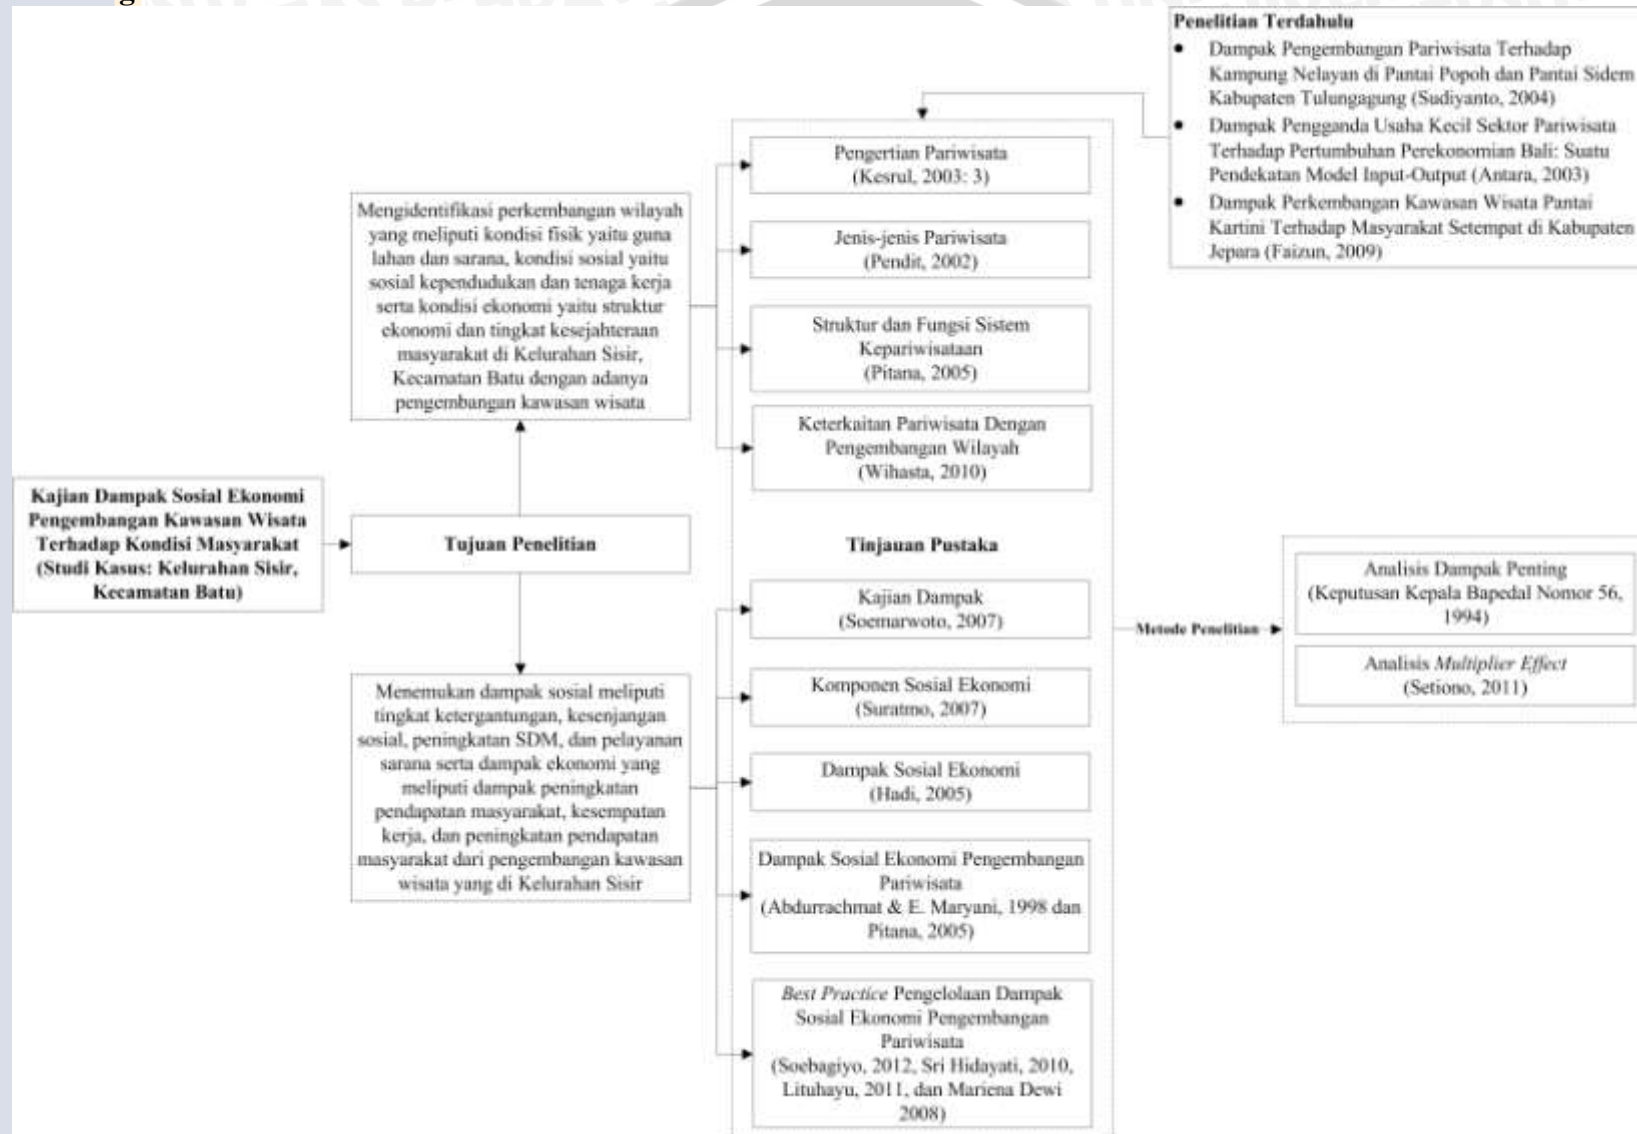 Penelitian Terdahulu
● Dampak Pengembangan Pariwisata Terhadap
Kampung Nelayan di Pantai Popoh dan Pantai Sidem
Kabupaten Tulungagung (Sudiyanto, 2004)
● Dampak Pengganda Usaha Kecil Sektor Pariwisata
Terhadap Pertumbuhan Perekonomian Bali: Suatu
Pendekatan Model Input-Output (Antara, 2003)
● Dampak Perkembangan Kawasan Wisata Pantai
Kartini Terhadap Masyarakat Setempat di Kabupaten
Jepara (Faizun, 2009)
Kajian Dampak Sosial Ekonomi
Pengembangan Kawasan Wisata
Terhadap Kondisi Masyarakat
(Studi Kasus: Kelurahan Sisir,
Kecamatan Batu)
Tujuan Penelitian
Mengidentifikasi perkembangan wilayah
yang meliputi kondisi fisik yaitu guna
lahan dan sarana, kondisi sosial yaitu
sosial kependudukan dan tenaga kerja
serta kondisi ekonomi yaitu struktur
ekonomi dan tingkat kesejahteraan
masyarakat di Kelurahan Sisir,
Kecamatan Batu dengan adanya
pengembangan kawasan wisata
Menemukan dampak sosial meliputi
tingkat ketergantungan, kesenjangan
sosial, peningkatan SDM, dan pelayanan
sarana serta dampak ekonomi yang
meliputi dampak peningkatan
pendapatan masyarakat, kesempatan
kerja, dan peningkatan pendapatan
masyarakat dari pengembangan kawasan
wisata yang di Kelurahan Sisir
Pengertian Pariwisata
(Kesrul, 2003: 3)
Jenis-jenis Pariwisata
(Pendit, 2002)
Struktur dan Fungsi Sistem
Kepariwisataan
(Pitana, 2005)
Keterkaitan Pariwisata Dengan
Pengembangan Wilayah
(Wihasta, 2010)
Tinjauan Pustaka
Kajian Dampak
(Soemarwoto, 2007)
Komponen Sosial Ekonomi
(Suratmo, 2007)
Dampak Sosial Ekonomi
(Hadi, 2005)
Dampak Sosial Ekonomi Pengembangan
Pariwisata
(Abdurrachmat & E. Maryani, 1998 dan
Pitana, 2005)
Best Practice Pengelolaan Dampak
Sosial Ekonomi Pengembangan
Pariwisata
(Soebagiyo, 2012, Sri Hidayati, 2010,
Lituhayu, 2011, dan Mariena Dewi
2008)
Metode Penelitian
Analisis Dampak Penting
(Keputusan Kepala Bapedal Nomor 56,
1994)
Analisis Multiplier Effect
(Setiono, 2011)